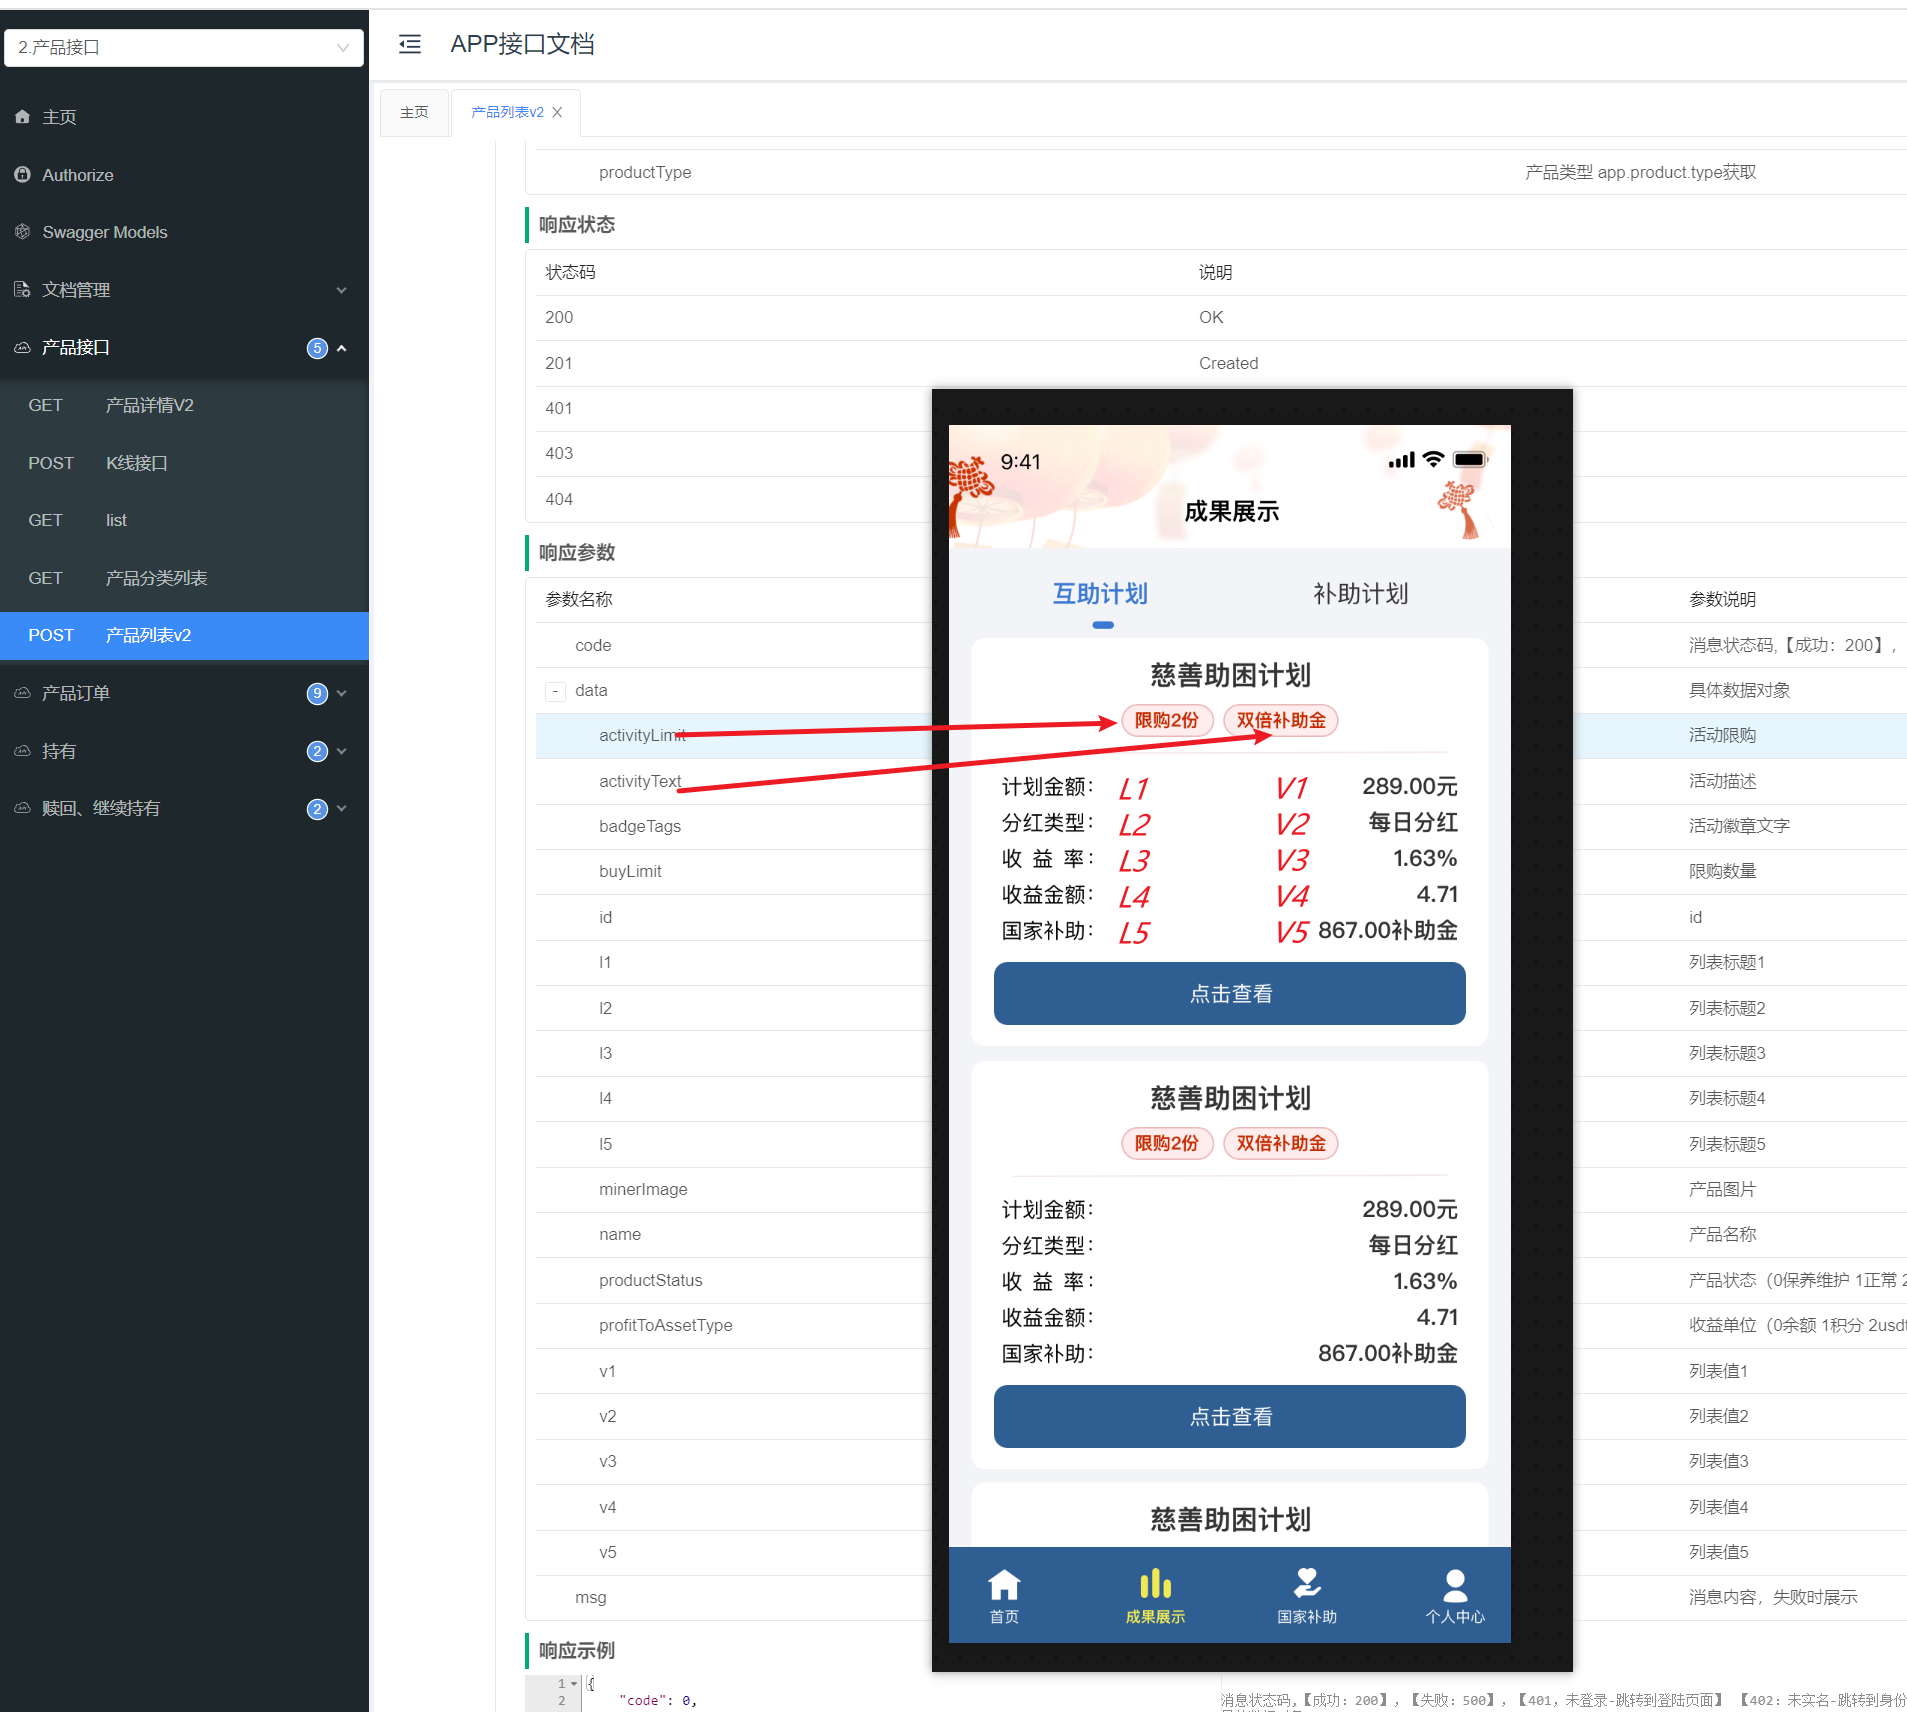 2.产品接口
APP接口文档
主页
Authorize
Swagger Models
文档管理
产品接口 5
GET 产品详情V2
POST K线接口
GET list
GET 产品分类列表
POST 产品列表v2
产品订单 9
持有 2
赎回、继续持有 2
主页 产品列表v2
productType 产品类型 app.product.type获取
响应状态
状态码 说明
200 OK
201 Created
401
403
404
响应参数
参数名称 参数说明
code 消息状态码,【成功：200】,
- data 具体数据对象
activityLimit 活动限购
activityText 活动描述
badgeTags 活动徽章文字
buyLimit 限购数量
id id
l1 列表标题1
l2 列表标题2
l3 列表标题3
l4 列表标题4
l5 列表标题5
minerImage 产品图片
name 产品名称
productStatus 产品状态（0保养维护 1正常 2
profitToAssetType 收益单位（0余额 1积分 2usdt
v1 列表值1
v2 列表值2
v3 列表值3
v4 列表值4
v5 列表值5
msg 消息内容，失败时展示
响应示例
1 {
2 "code": 0,
消息状态码,【成功：200】,【失败：500】,【401，未登录-跳转到登陆页面】 【402：未实名-跳转到身份
9:41
成果展示
互助计划 补助计划
慈善助困计划
限购2份 双倍补助金
计划金额： L1 V1 289.00元
分红类型： L2 V2 每日分红
收 益 率： L3 V3 1.63%
收益金额： L4 V4 4.71
国家补助： L5 V5 867.00补助金
点击查看
慈善助困计划
限购2份 双倍补助金
计划金额： 289.00元
分红类型： 每日分红
收 益 率： 1.63%
收益金额： 4.71
国家补助： 867.00补助金
点击查看
慈善助困计划
首页 成果展示 国家补助 个人中心